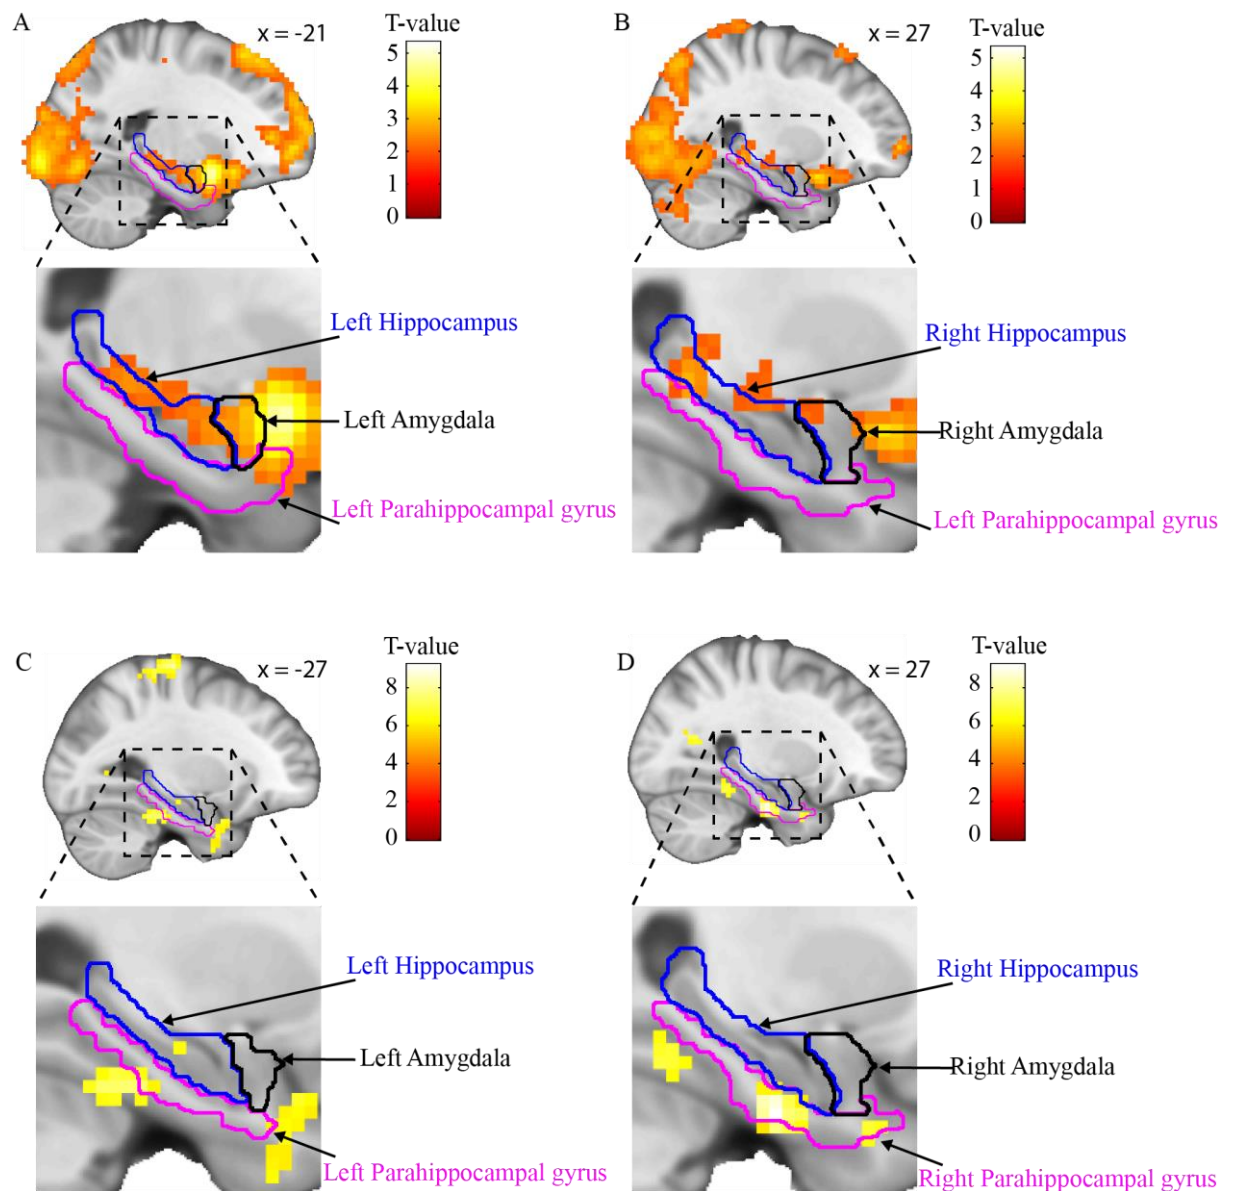 A
x = -21
T-value
5
4
3
2
1
0
Left Hippocampus
Left Amygdala
Left Parahippocampal gyrus
B
x = 27
T-value
5
4
3
2
1
0
Right Hippocampus
Right Amygdala
Left Parahippocampal gyrus
C
x = -27
T-value
8
6
4
2
0
Left Hippocampus
Left Amygdala
Left Parahippocampal gyrus
D
x = 27
T-value
8
6
4
2
0
Right Hippocampus
Right Amygdala
Right Parahippocampal gyrus